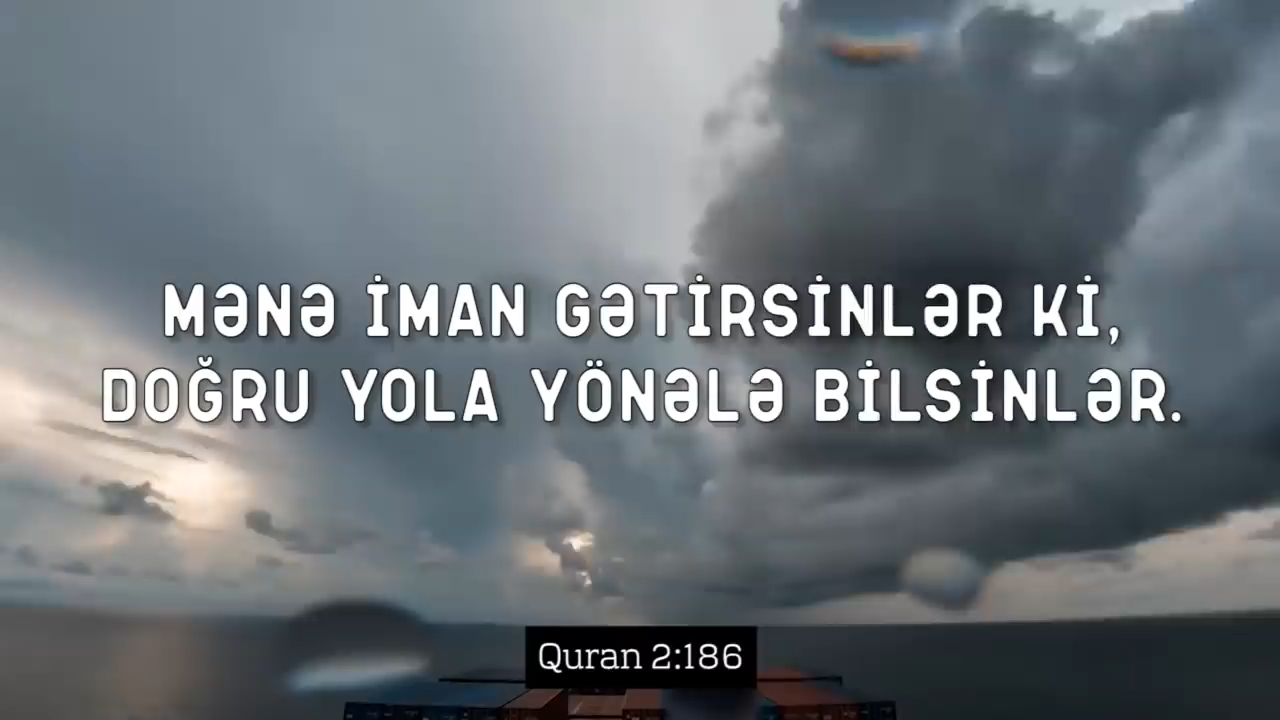 MƏNƏ İMAN GƏTİRSİNLƏR Kİ,
DOĞRU YOLA YÖNƏLƏ BİLSİNLƏR.
Quran 2:186